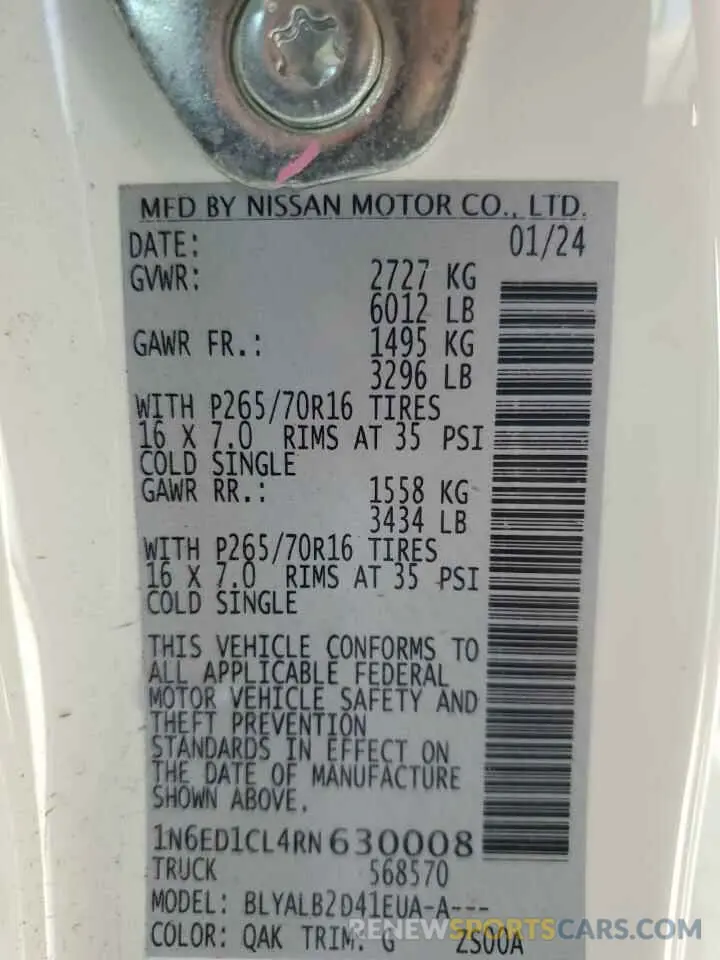 MFD BY NISSAN MOTOR CO., LTD.
DATE: 01/24
GVWR: 2727 KG
6012 LB
GAWR FR.: 1495 KG
3296 LB
WITH P265/70R16 TIRES
16 X 7.0 RIMS AT 35 PSI
COLD SINGLE
GAWR RR.: 1558 KG
3434 LB
WITH P265/70R16 TIRES
16 X 7.0 RIMS AT 35 PSI
COLD SINGLE
THIS VEHICLE CONFORMS TO
ALL APPLICABLE FEDERAL
MOTOR VEHICLE SAFETY AND
THEFT PREVENTION
STANDARDS IN EFFECT ON
THE DATE OF MANUFACTURE
SHOWN ABOVE.
1N6ED1CL4RN630008
TRUCK 568570
MODEL: BLYALB2D41EUA-A---
COLOR: QAK TRIM: G ZS00A
RENEWSPORTSCARS.COM